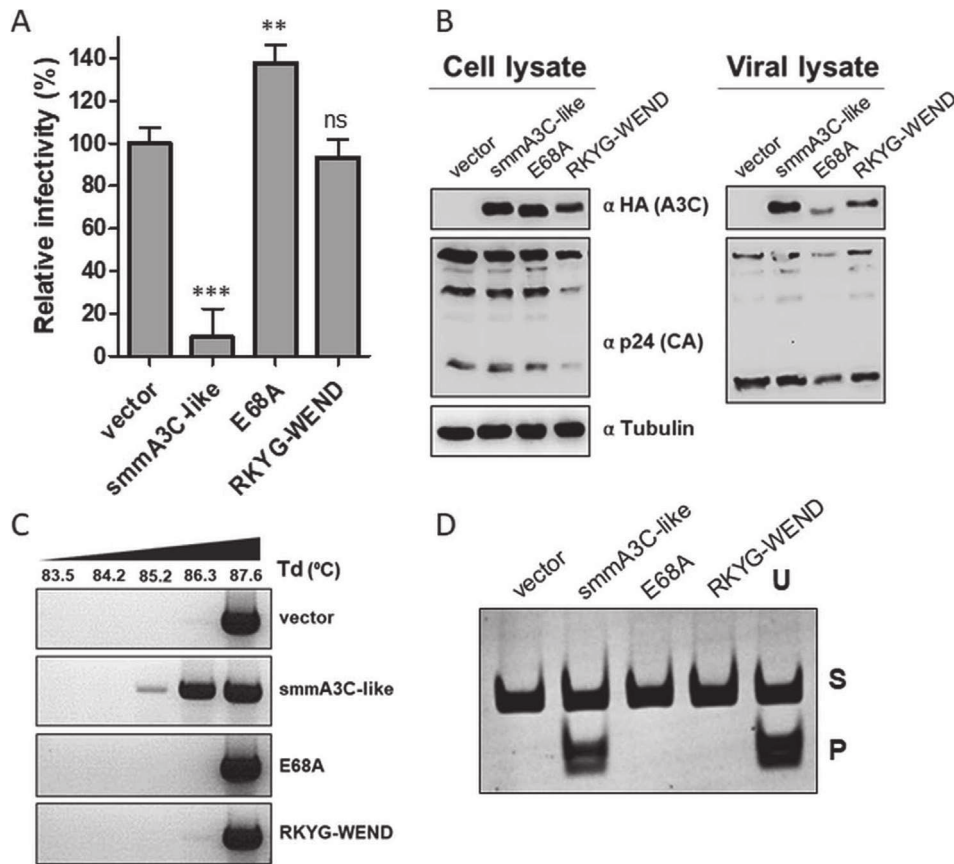 A
Relative infectivity (%)
140
120
100
80
60
40
20
0
**
ns
***
vector
smmA3C-like
E68A
RKYG-WEND
B
Cell lysate
Viral lysate
vector
smmA3C-like
E68A
RKYG-WEND
vector
smmA3C-like
E68A
RKYG-WEND
α HA (A3C)
α p24 (CA)
α Tubulin
C
83.5 84.2 85.2 86.3 87.6 Td (ºC)
vector
smmA3C-like
E68A
RKYG-WEND
D
vector
smmA3C-like
E68A
RKYG-WEND
U
S
P